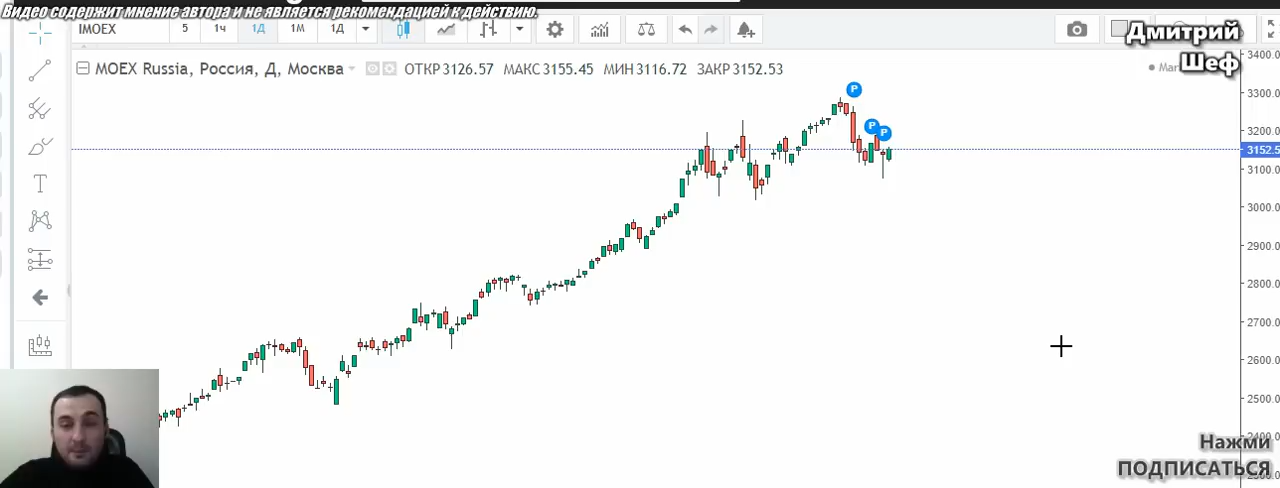 Видео содержит мнение автора и не является рекомендацией к действию.
IMOEX 5 1ч 1Д 1М 1Д
Дмитрий
Шеф
MOEX Russia, Россия, Д, Москва ОТКР 3126.57 МАКС 3155.45 МИН 3116.72 ЗАКР 3152.53
3400.0
3300.0
P
P P
3200.0
3152.5
3100.0
3000.0
2900.0
2800.0
2700.0
2600.0
2500.0
2400.0
Нажми
ПОДПИСАТЬСЯ